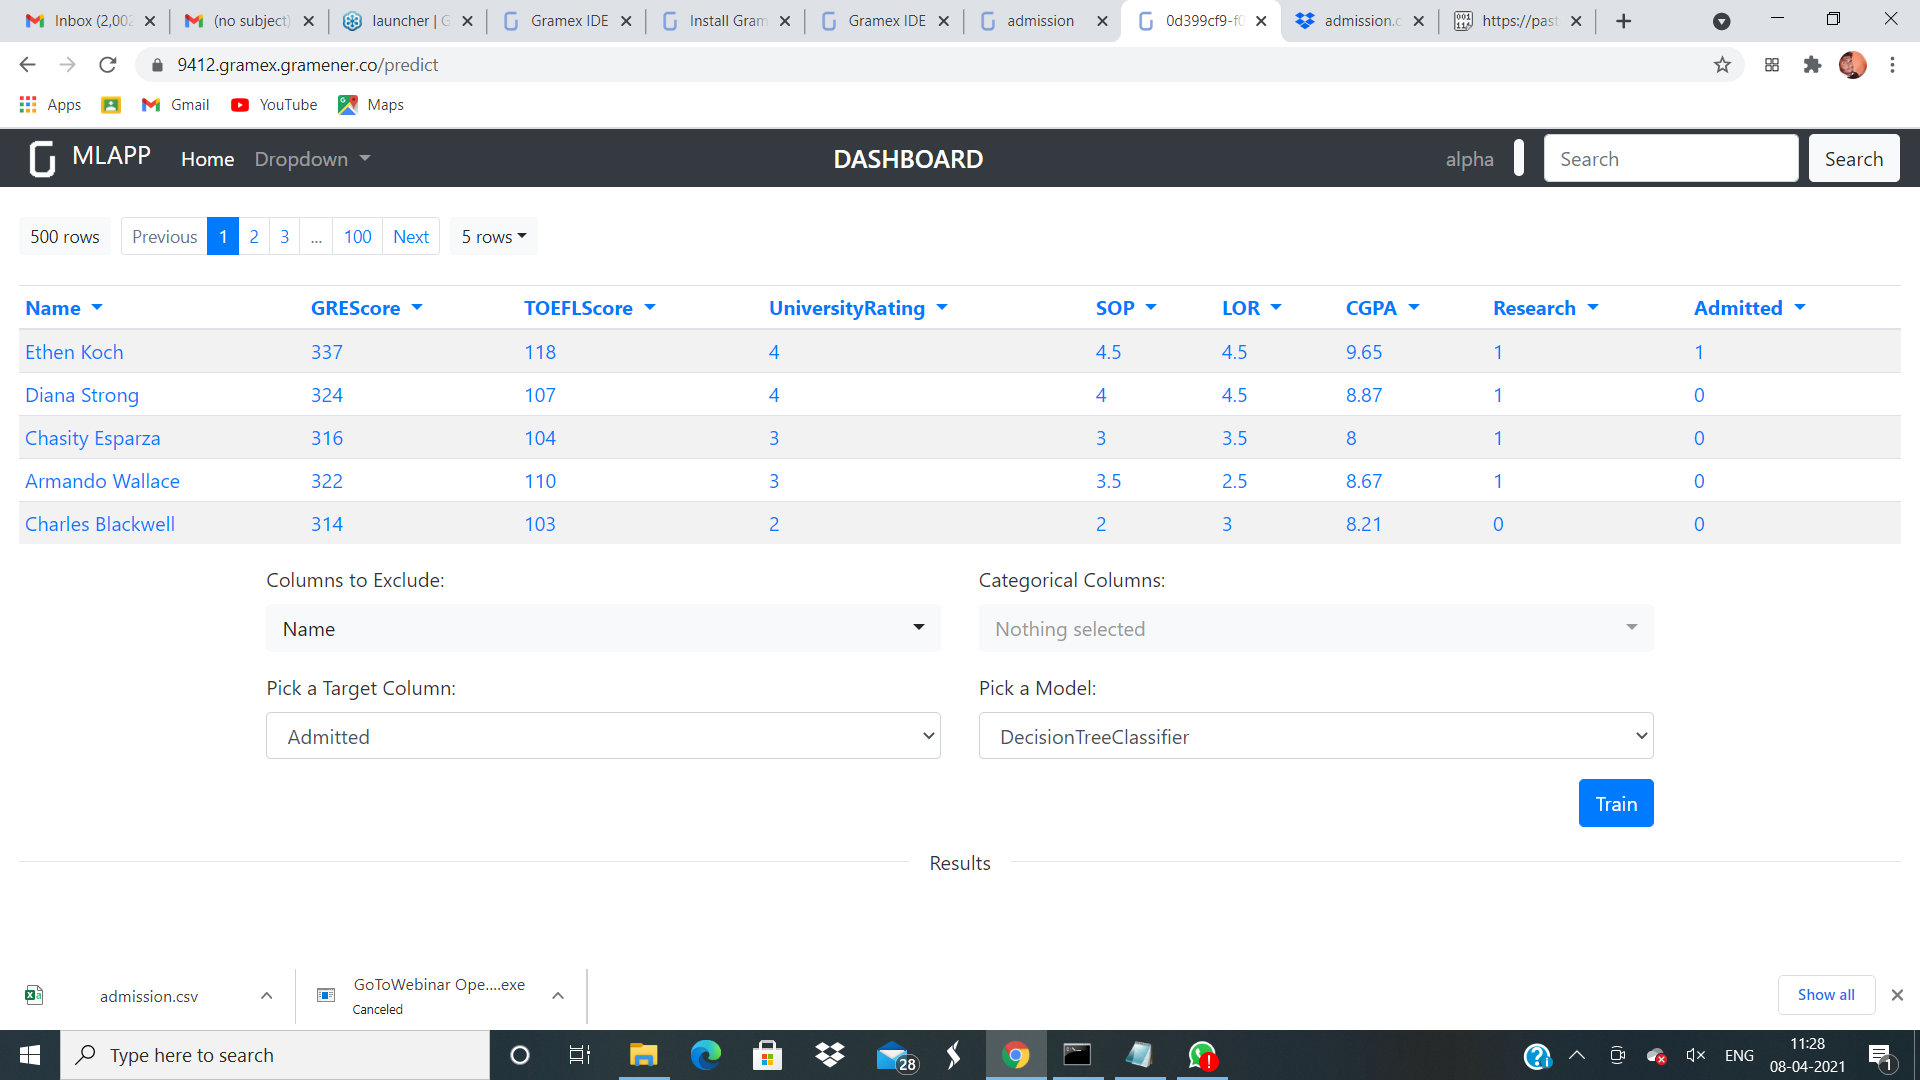 Inbox (2,002
(no subject)
launcher | G
Gramex IDE
Install Gram
Gramex IDE
admission
0d399cf9-f0
admission.c
https://past
9412.gramex.gramener.co/predict
Apps
Gmail
YouTube
Maps
MLAPP
Home
Dropdown
DASHBOARD
alpha
Search
Search
500 rows
Previous 1 2 3 ... 100 Next
5 rows
Name GREScore TOEFLScore UniversityRating SOP LOR CGPA Research Admitted
Ethen Koch 337 118 4 4.5 4.5 9.65 1 1
Diana Strong 324 107 4 4 4.5 8.87 1 0
Chasity Esparza 316 104 3 3 3.5 8 1 0
Armando Wallace 322 110 3 3.5 2.5 8.67 1 0
Charles Blackwell 314 103 2 2 3 8.21 0 0
Columns to Exclude:
Name
Categorical Columns:
Nothing selected
Pick a Target Column:
Admitted
Pick a Model:
DecisionTreeClassifier
Train
Results
admission.csv
GoToWebinar Ope....exe
Canceled
Show all
Type here to search
28
ENG
11:28
08-04-2021
1